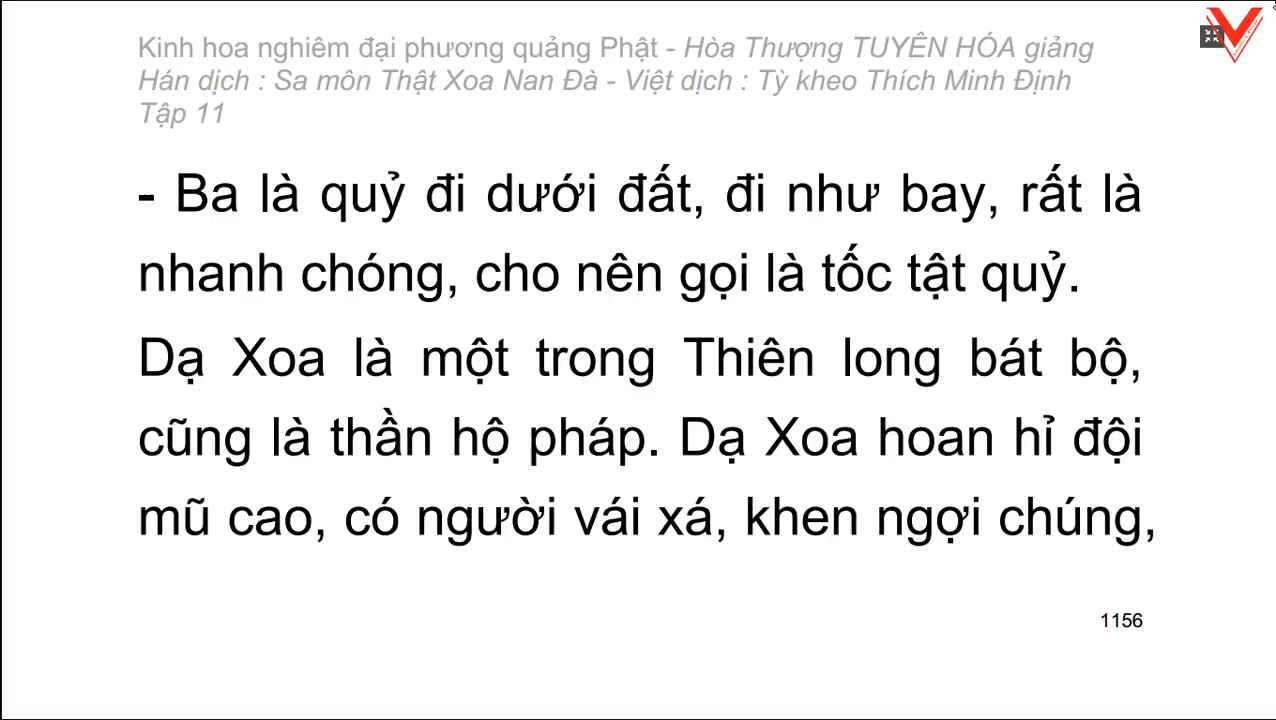 Kinh hoa nghiêm đại phương quảng Phật - Hòa Thượng TUYÊN HÓA giảng
Hán dịch : Sa môn Thật Xoa Nan Đà - Việt dịch : Tỳ kheo Thích Minh Định
Tập 11
- Ba là quỷ đi dưới đất, đi như bay, rất là
nhanh chóng, cho nên gọi là tốc tật quỷ.
Dạ Xoa là một trong Thiên long bát bộ,
cũng là thần hộ pháp. Dạ Xoa hoan hỉ đội
mũ cao, có người vái xá, khen ngợi chúng,
1156